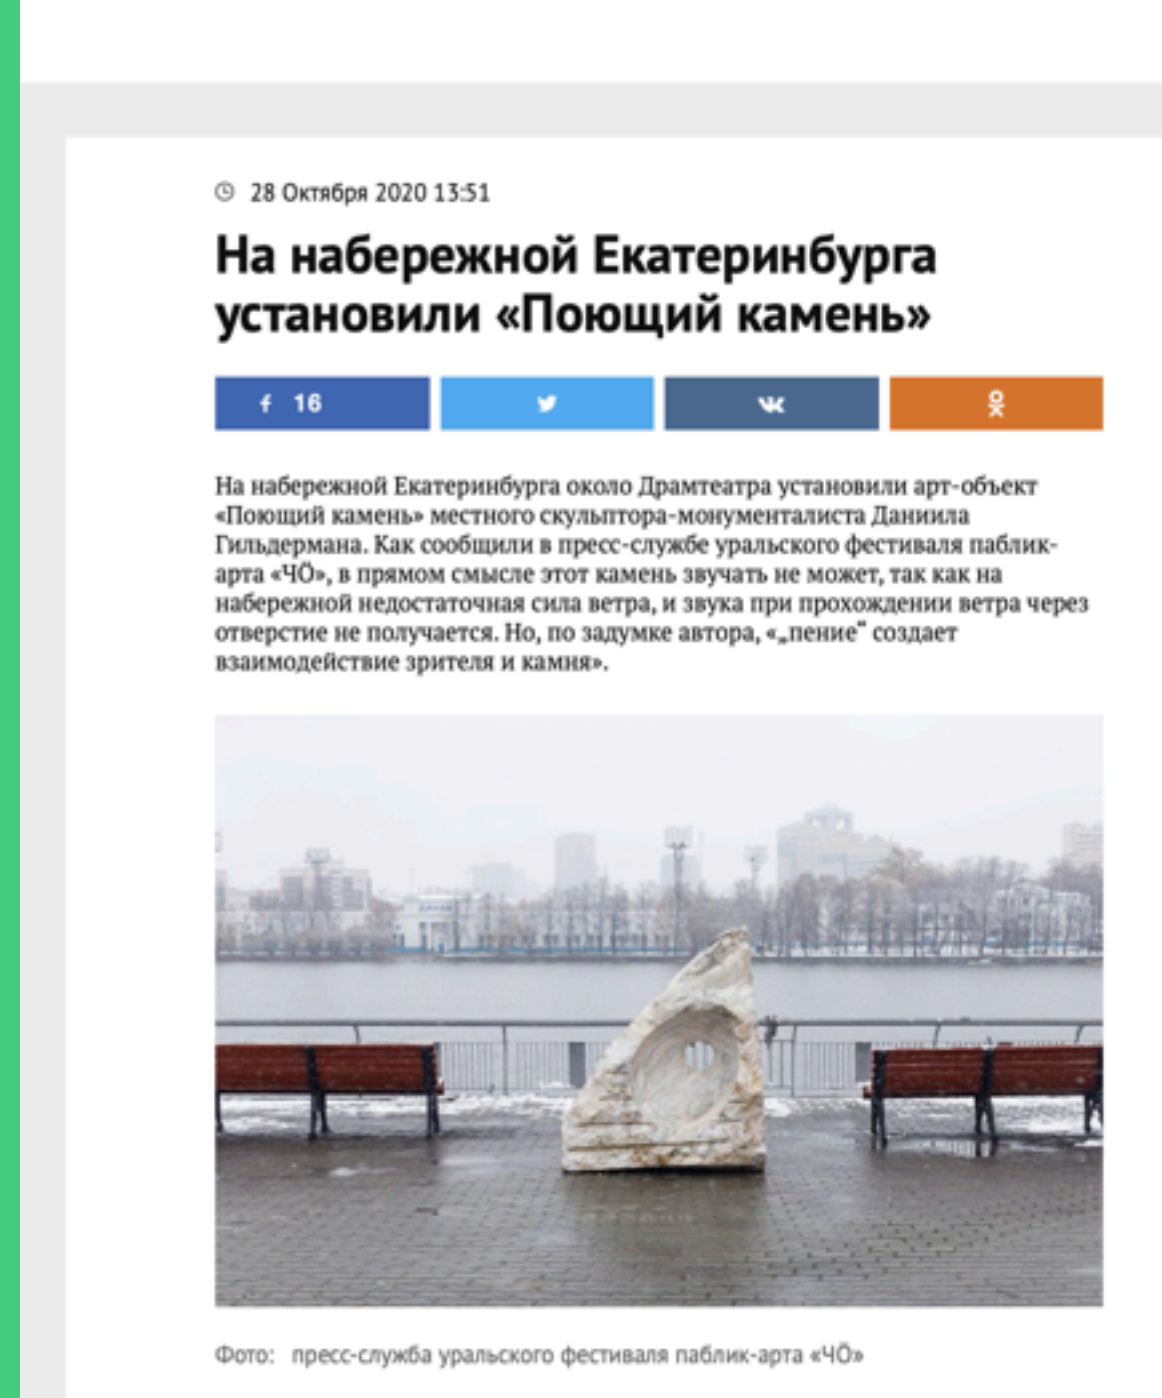 28 Октября 2020 13:51
На набережной Екатеринбурга
установили «Поющий камень»
f 16
На набережной Екатеринбурга около Драмтеатра установили арт-объект
«Поющий камень» местного скульптора-монументалиста Даниила
Гильдермана. Как сообщили в пресс-службе уральского фестиваля паблик-
арта «ЧӦ», в прямом смысле этот камень звучать не может, так как на
набережной недостаточная сила ветра, и звука при прохождении ветра через
отверстие не получается. Но, по задумке автора, «„пение“ создает
взаимодействие зрителя и камня».
Фото: пресс-служба уральского фестиваля паблик-арта «ЧӦ»